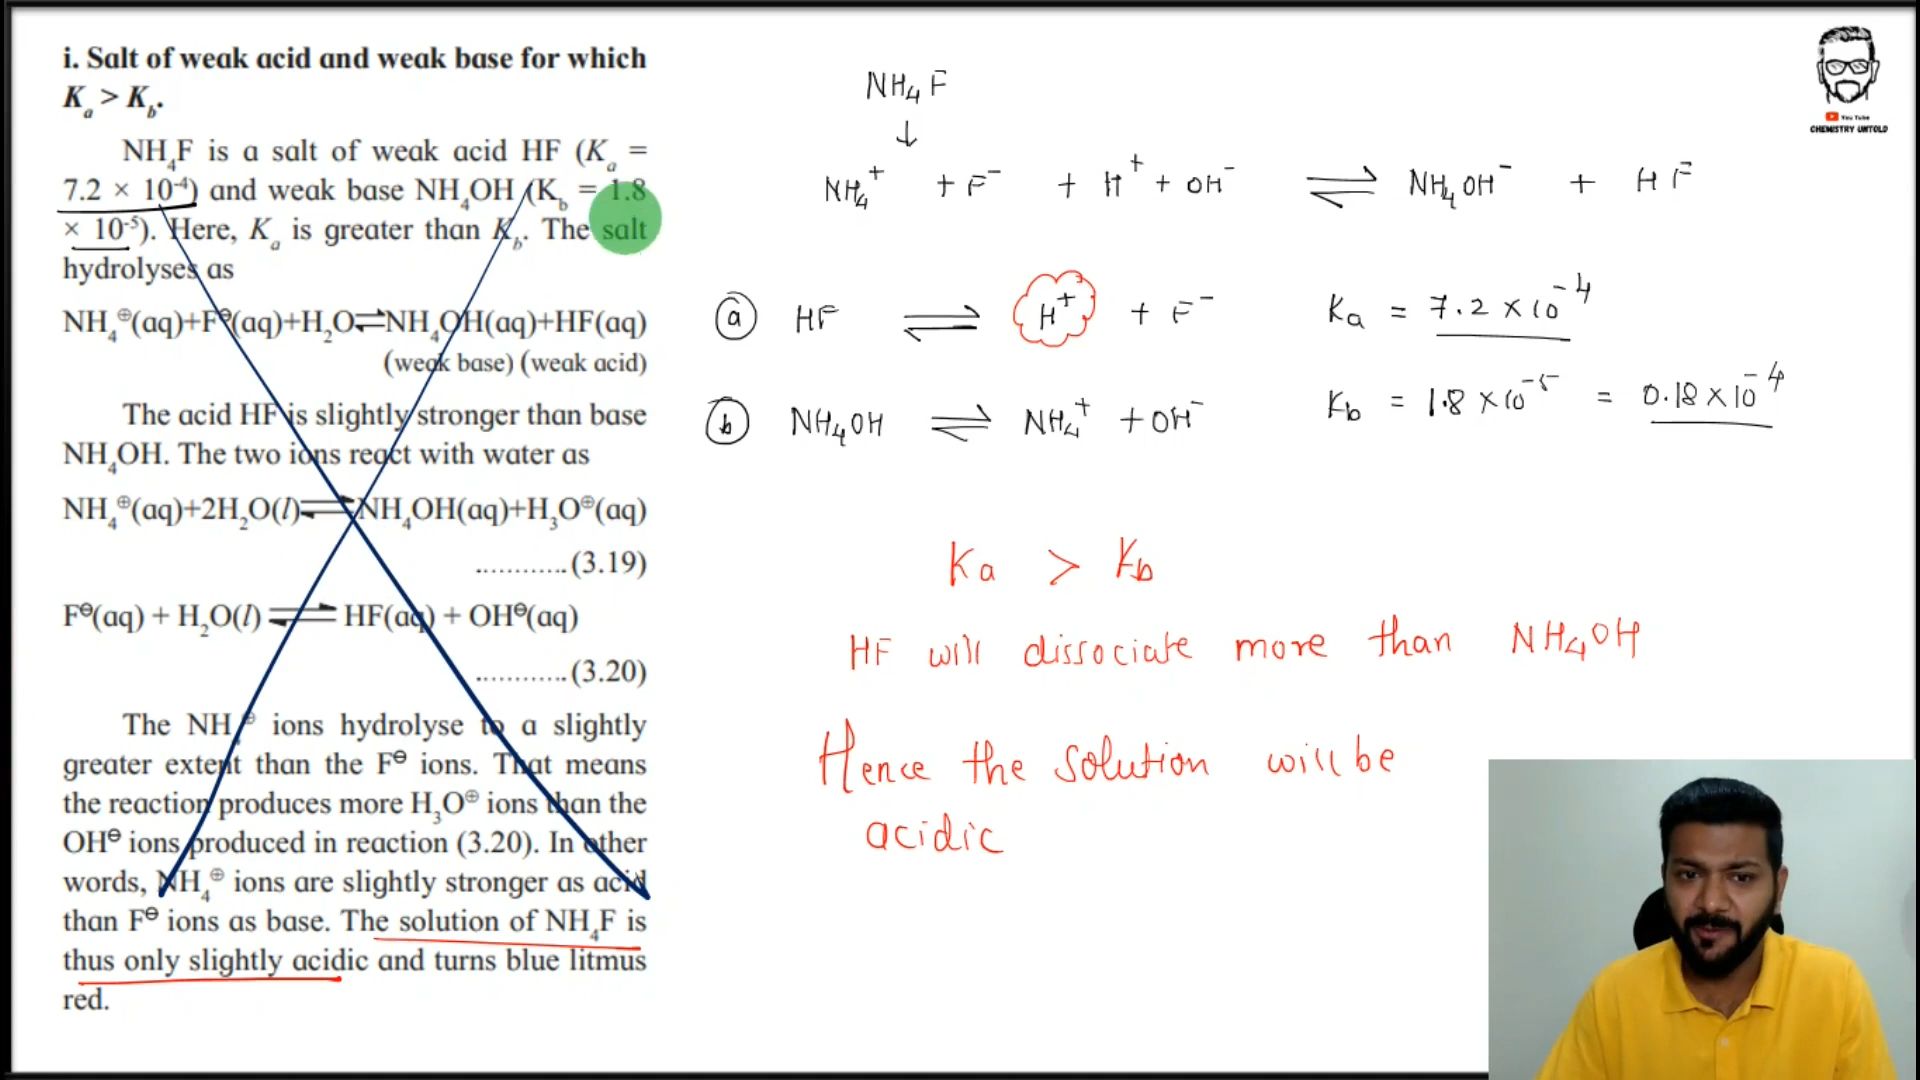 i. Salt of weak acid and weak base for which
Kₐ > K_b.
NH₄F is a salt of weak acid HF (Kₐ =
7.2 × 10⁻⁴) and weak base NH₄OH (K_b = 1.8
× 10⁻⁵). Here, Kₐ is greater than K_b. The salt
hydrolyses as
NH₄⊕(aq)+F⊖(aq)+H₂O⇌NH₄OH(aq)+HF(aq)
(weak base) (weak acid)
The acid HF is slightly stronger than base
NH₄OH. The two ions react with water as
NH₄⊕(aq)+2H₂O(l)⇌NH₄OH(aq)+H₃O⊕(aq)
...........(3.19)
F⊖(aq) + H₂O(l) ⇌ HF(aq) + OH⊖(aq)
...........(3.20)
The NH₄⊕ ions hydrolyse to a slightly
greater extent than the F⊖ ions. That means
the reaction produces more H₃O⊕ ions than the
OH⊖ ions produced in reaction (3.20). In other
words, NH₄⊕ ions are slightly stronger as acid
than F⊖ ions as base. The solution of NH₄F is
thus only slightly acidic and turns blue litmus
red.
NH₄F
↓
NH₄⁺ + F⁻ + H⁺ + OH⁻ ⇌ NH₄OH⁻ + HF
ⓐ HF ⇌ H⁺ + F⁻ Ka = 7.2 × 10⁻⁴
ⓑ NH₄OH ⇌ NH₄⁺ + OH⁻ Kb = 1.8 × 10⁻⁵ = 0.18 × 10⁻⁴
Ka > Kb
HF will dissociate more than NH₄OH
Hence the solution will be
acidic
You Tube
CHEMISTRY UNTOLD